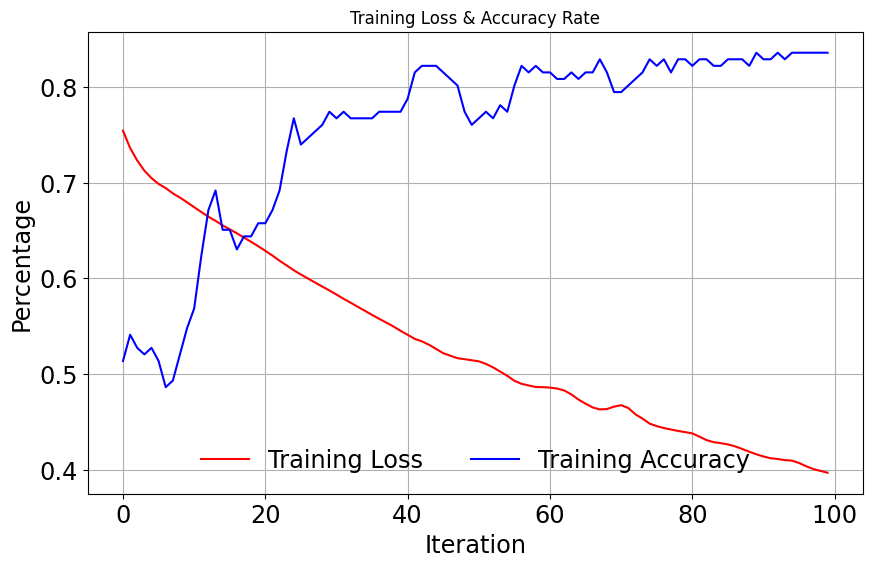 Training Loss & Accuracy Rate
Percentage
0.8
0.7
0.6
0.5
0.4
Training Loss Training Accuracy
0 20 40 60 80 100
Iteration